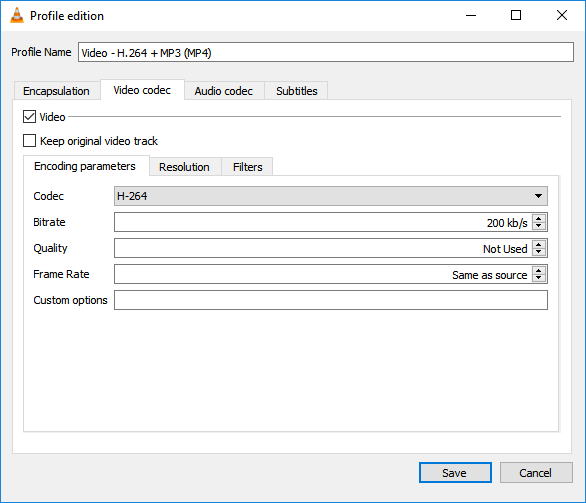 Profile edition
Profile Name Video - H.264 + MP3 (MP4)
Encapsulation Video codec Audio codec Subtitles
Video
Keep original video track
Encoding parameters Resolution Filters
Codec H-264
Bitrate 200 kb/s
Quality Not Used
Frame Rate Same as source
Custom options
Save Cancel